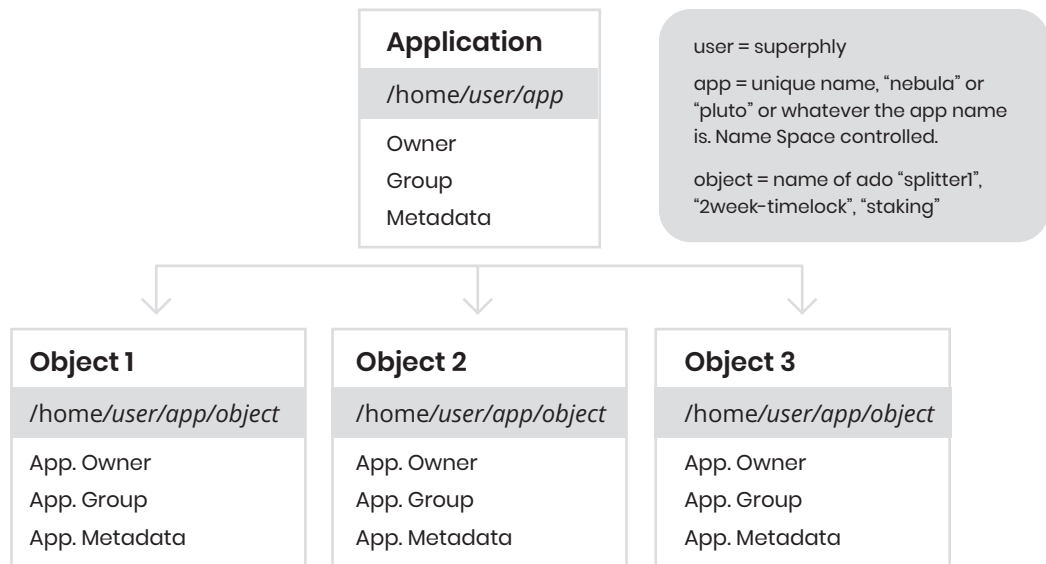 Application
/home/user/app
Owner
Group
Metadata
user = superphly
app = unique name, “nebula” or
“pluto” or whatever the app name
is. Name Space controlled.
object = name of ado “splitter1”,
“2week-timelock”, “staking”
Object 1
/home/user/app/object
App. Owner
App. Group
App. Metadata
Object 2
/home/user/app/object
App. Owner
App. Group
App. Metadata
Object 3
/home/user/app/object
App. Owner
App. Group
App. Metadata